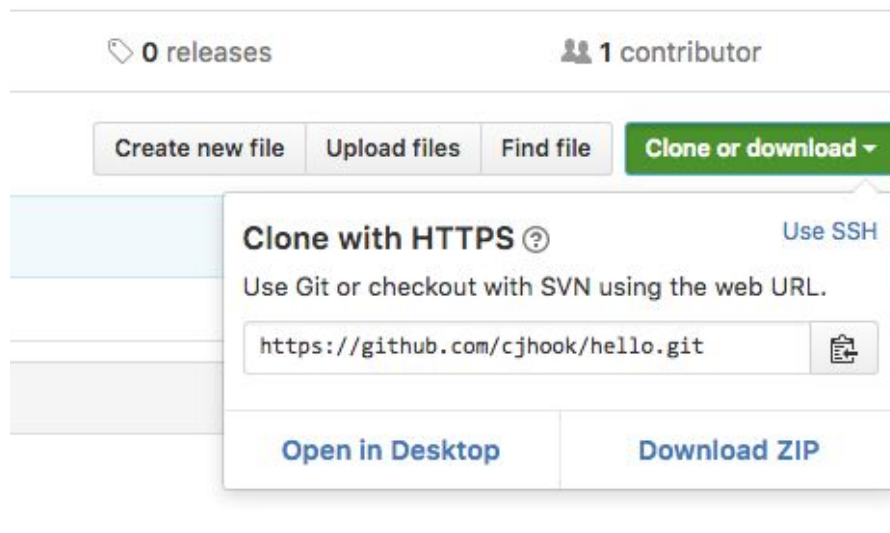 0 releases 1 contributor
Create new file Upload files Find file Clone or download
Clone with HTTPS ? Use SSH
Use Git or checkout with SVN using the web URL.
https://github.com/cjhook/hello.git
Open in Desktop Download ZIP